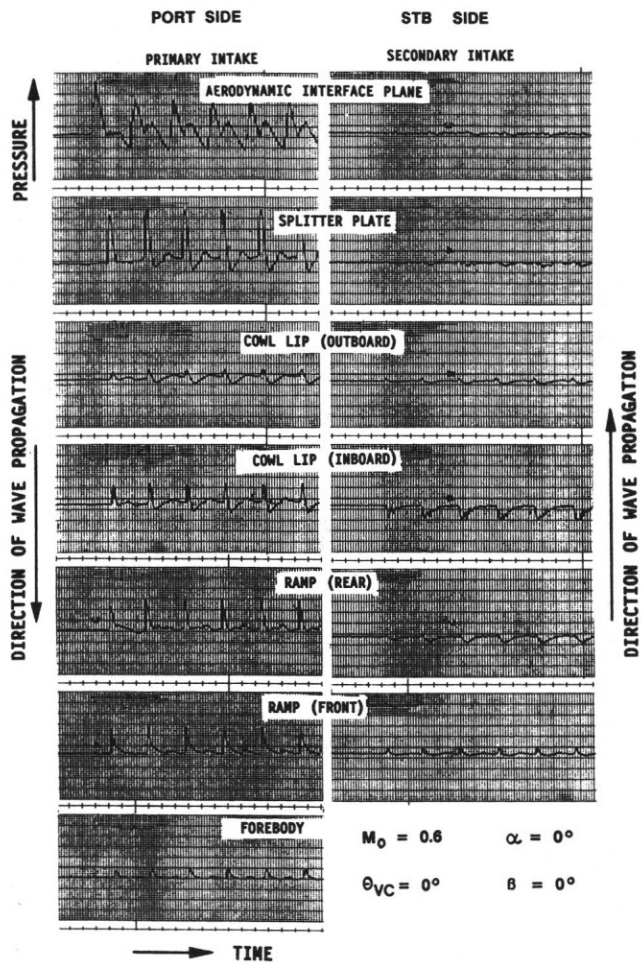 PORT SIDE STB SIDE
PRIMARY INTAKE SECONDARY INTAKE
AERODYNAMIC INTERFACE PLANE
PRESSURE
SPLITTER PLATE
COWL LIP (OUTBOARD)
DIRECTION OF WAVE PROPAGATION
COWL LIP (INBOARD)
DIRECTION OF WAVE PROPAGATION
RAMP (REAR)
RAMP (FRONT)
FOREBODY
M₀ = 0.6 α = 0°
θVC = 0° β = 0°
TIME